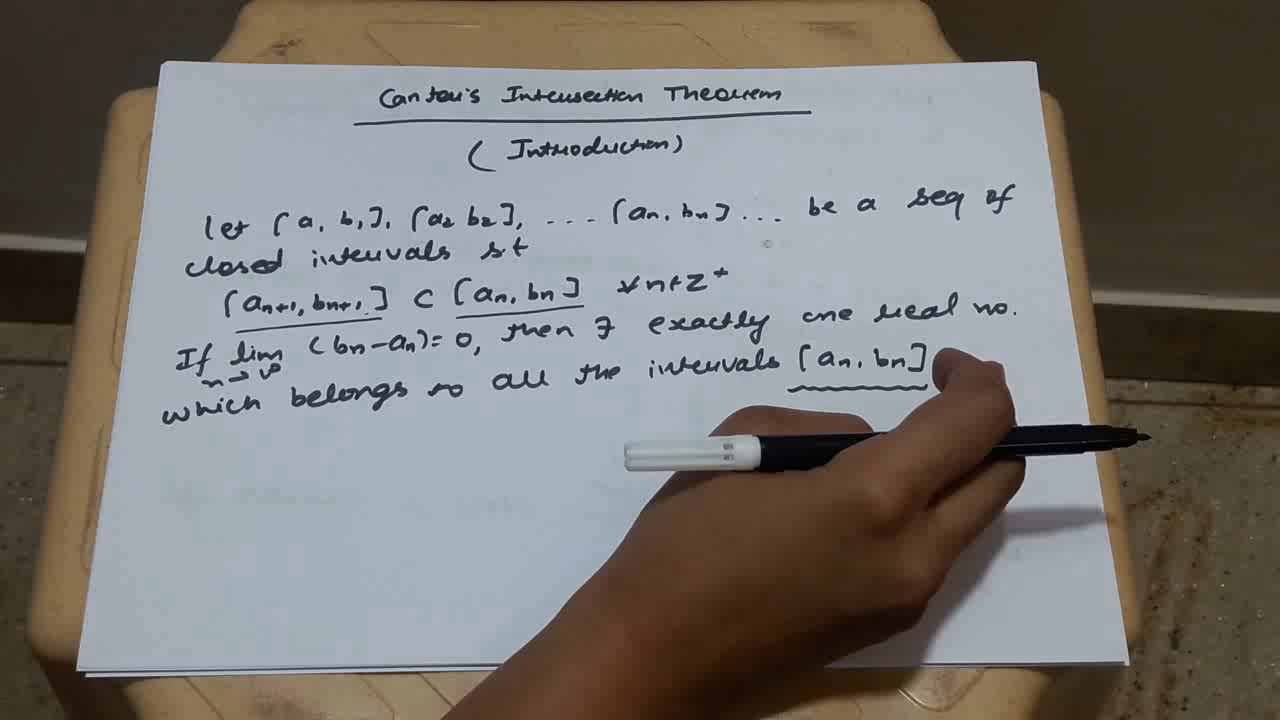 Cantor's Intersection Theorem
( Introduction)
let [a, b,], [a2 b2], ---- [an, bn] ... be a seq of
closed intervals s.t
[an+1, bn+1.] ⊂ [an, bn] ∀n∈Z+
If lim n→∞ (bn-an)=0, then ∃ exactly one real no.
which belongs to all the intervals [an, bn]